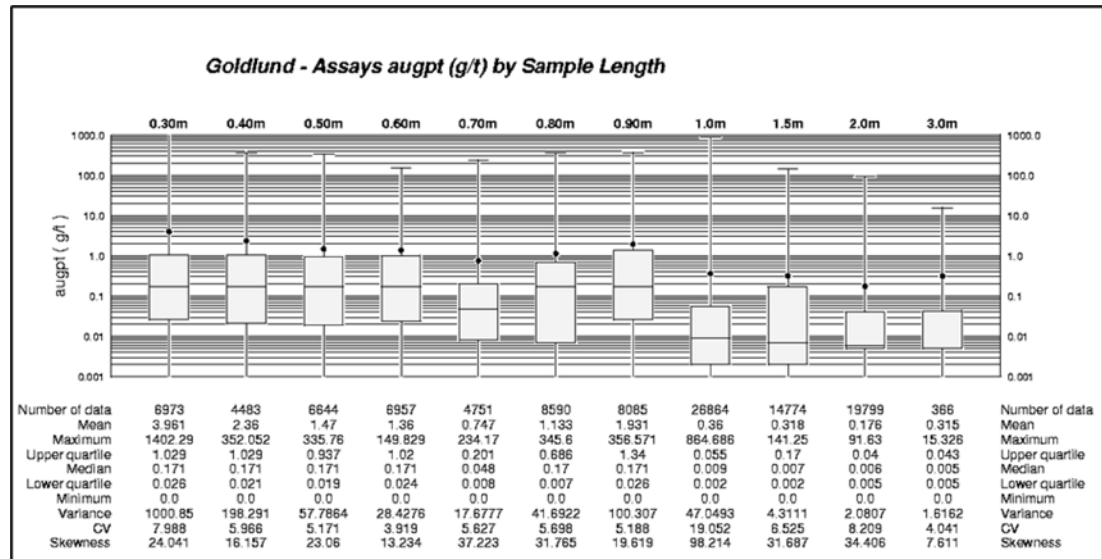 Goldlund - Assays augpt (g/t) by Sample Length
0.30m 0.40m 0.50m 0.60m 0.70m 0.80m 0.90m 1.0m 1.5m 2.0m 3.0m
1000.0 1000.0
100.0 100.0
10.0 10.0
1.0 1.0
0.1 0.1
0.01 0.01
0.001 0.001
augpt ( g/t )
Number of data 6973 4483 6644 6957 4751 8590 8085 26864 14774 19799 366 Number of data
Mean 3.961 2.36 1.47 1.36 0.747 1.133 1.931 0.36 0.318 0.176 0.315 Mean
Maximum 1402.29 352.052 335.76 149.829 234.17 345.6 356.571 864.686 141.25 91.63 15.326 Maximum
Upper quartile 1.029 1.029 0.937 1.02 0.201 0.686 1.34 0.055 0.17 0.04 0.043 Upper quartile
Median 0.171 0.171 0.171 0.171 0.048 0.17 0.171 0.009 0.007 0.006 0.005 Median
Lower quartile 0.026 0.021 0.019 0.024 0.008 0.007 0.026 0.002 0.002 0.005 0.005 Lower quartile
Minimum 0.0 0.0 0.0 0.0 0.0 0.0 0.0 0.0 0.0 0.0 0.0 Minimum
Variance 1000.85 198.291 57.7864 28.4276 17.6777 41.6922 100.307 47.0493 4.3111 2.0807 1.6162 Variance
CV 7.988 5.966 5.171 3.919 5.627 5.698 5.188 19.052 6.525 8.209 4.041 CV
Skewness 24.041 16.157 23.06 13.234 37.223 31.765 19.619 98.214 31.687 34.406 7.611 Skewness